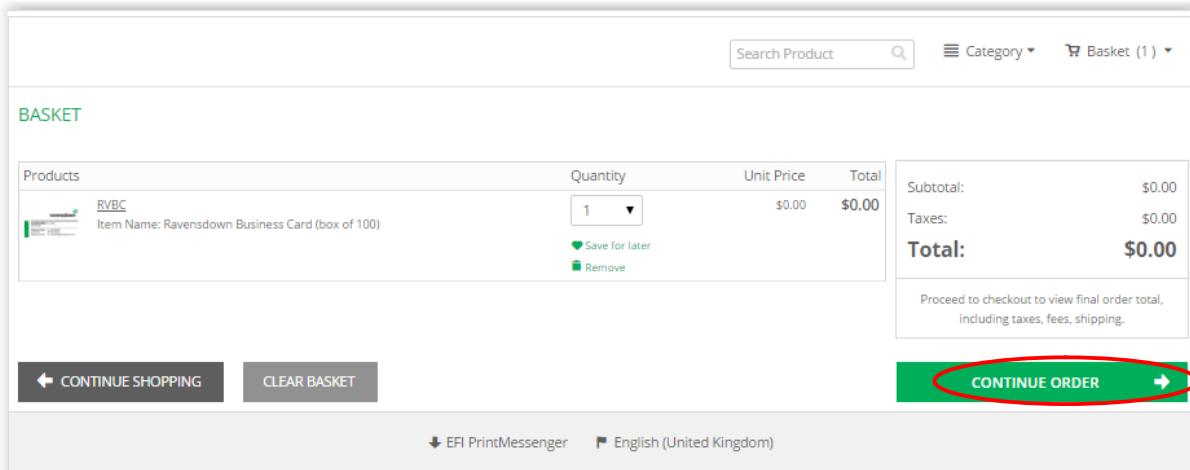 Search Product
Category
Basket (1)
BASKET
Products Quantity Unit Price Total
RVBC 1 $0.00 $0.00
Item Name: Ravensdown Business Card (box of 100)
Save for later
Remove
Subtotal: $0.00
Taxes: $0.00
Total: $0.00
Proceed to checkout to view final order total,
including taxes, fees, shipping.
CONTINUE SHOPPING
CLEAR BASKET
CONTINUE ORDER
EFI PrintMessenger
English (United Kingdom)